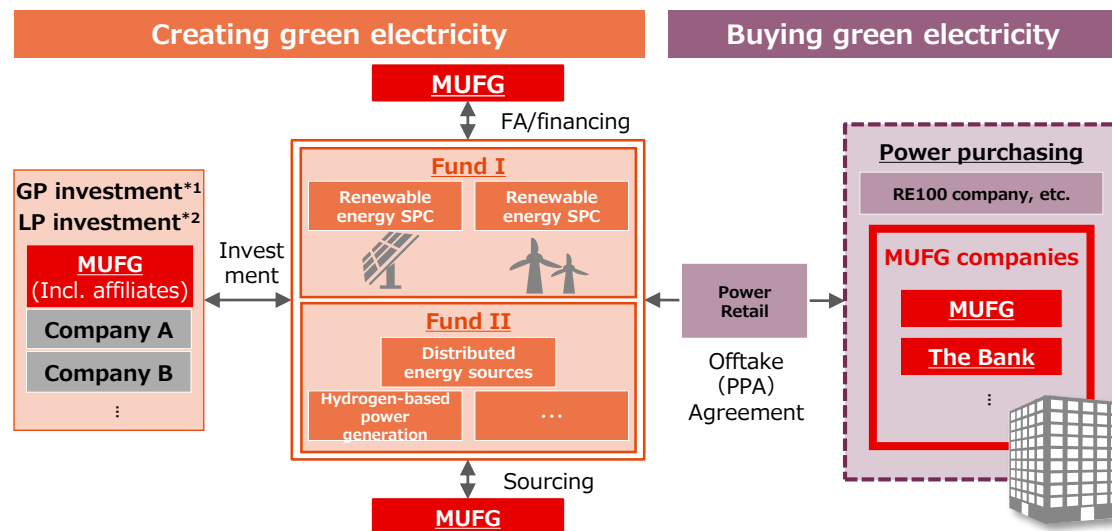 Creating green electricity
Buying green electricity
MUFG
FA/financing
GP investment*1
LP investment*2
MUFG
(Incl. affiliates)
Company A
Company B
⋮
Invest
ment
Fund I
Renewable
energy SPC
Renewable
energy SPC
Fund II
Distributed
energy sources
Hydrogen-based
power
generation
...
Sourcing
MUFG
Power
Retail
Offtake
(PPA)
Agreement
Power purchasing
RE100 company, etc.
MUFG companies
MUFG
The Bank
⋮